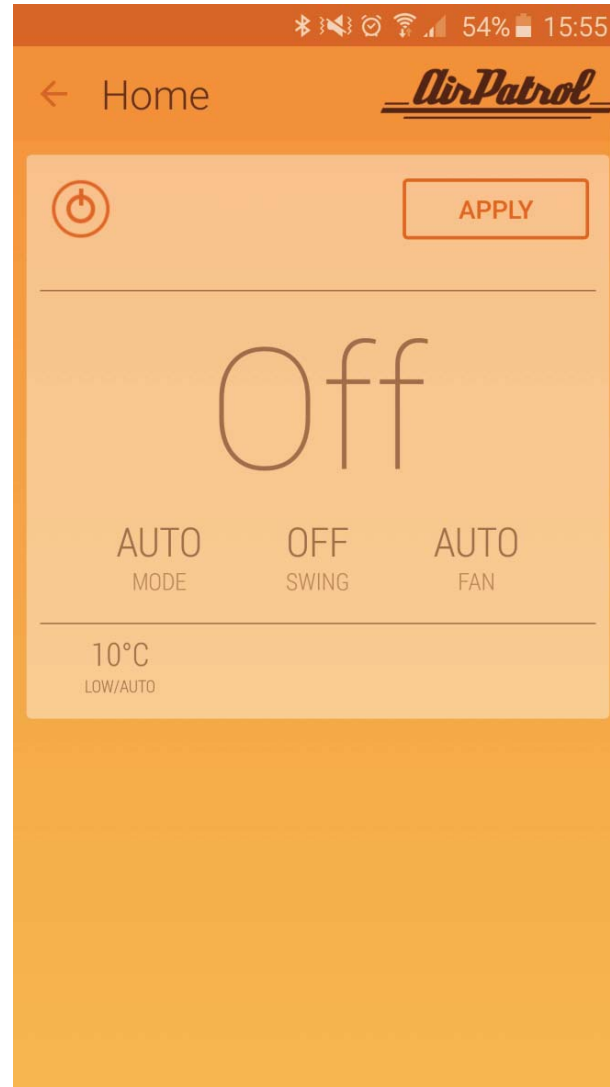 54% 15:55
Home AirPatrol
APPLY
Off
AUTO OFF AUTO
MODE SWING FAN
10°C
LOW/AUTO